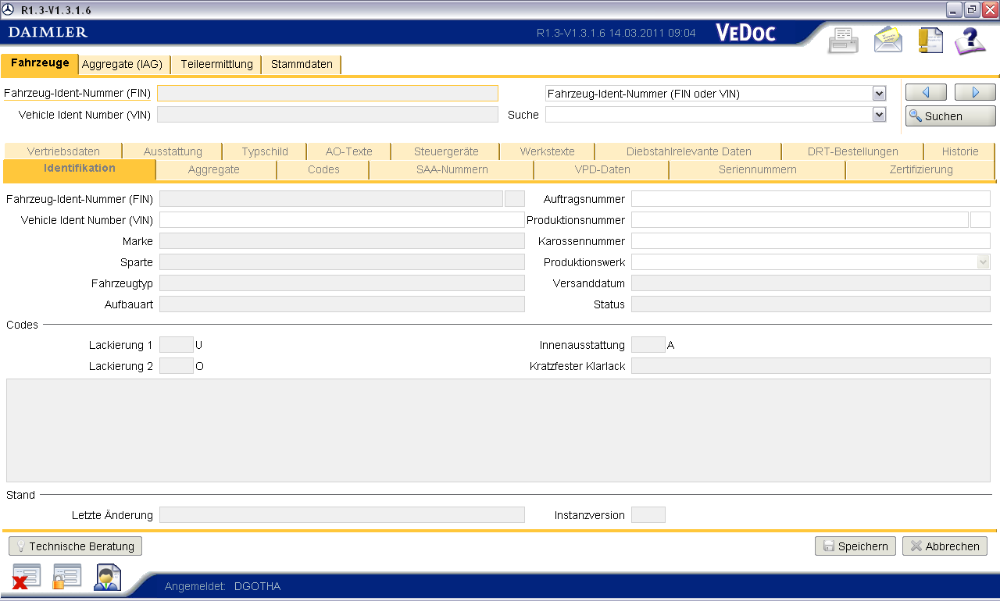 R1.3-V1.3.1.6
DAIMLER R1.3-V1.3.1.6 14.03.2011 09:04 VEDOC
Fahrzeuge Aggregate (IAG) Teileermittlung Stammdaten
Fahrzeug-Ident-Nummer (FIN) Fahrzeug-Ident-Nummer (FIN oder VIN)
Vehicle Ident Number (VIN) Suche Suchen
Vertriebsdaten Ausstattung Typschild AO-Texte Steuergeräte Werkstexte Diebstahlrelevante Daten DRT-Bestellungen Historie
Identifikation Aggregate Codes SAA-Nummern VPD-Daten Seriennummern Zertifizierung
Fahrzeug-Ident-Nummer (FIN) Auftragsnummer
Vehicle Ident Number (VIN) Produktionsnummer
Marke Karossennummer
Sparte Produktionswerk
Fahrzeugtyp Versanddatum
Aufbauart Status
Codes
Lackierung 1 U Innenausstattung A
Lackierung 2 O Kratzfester Klarlack
Stand
Letzte Änderung Instanzversion
Technische Beratung Speichern Abbrechen
Angemeldet: DGOTHA